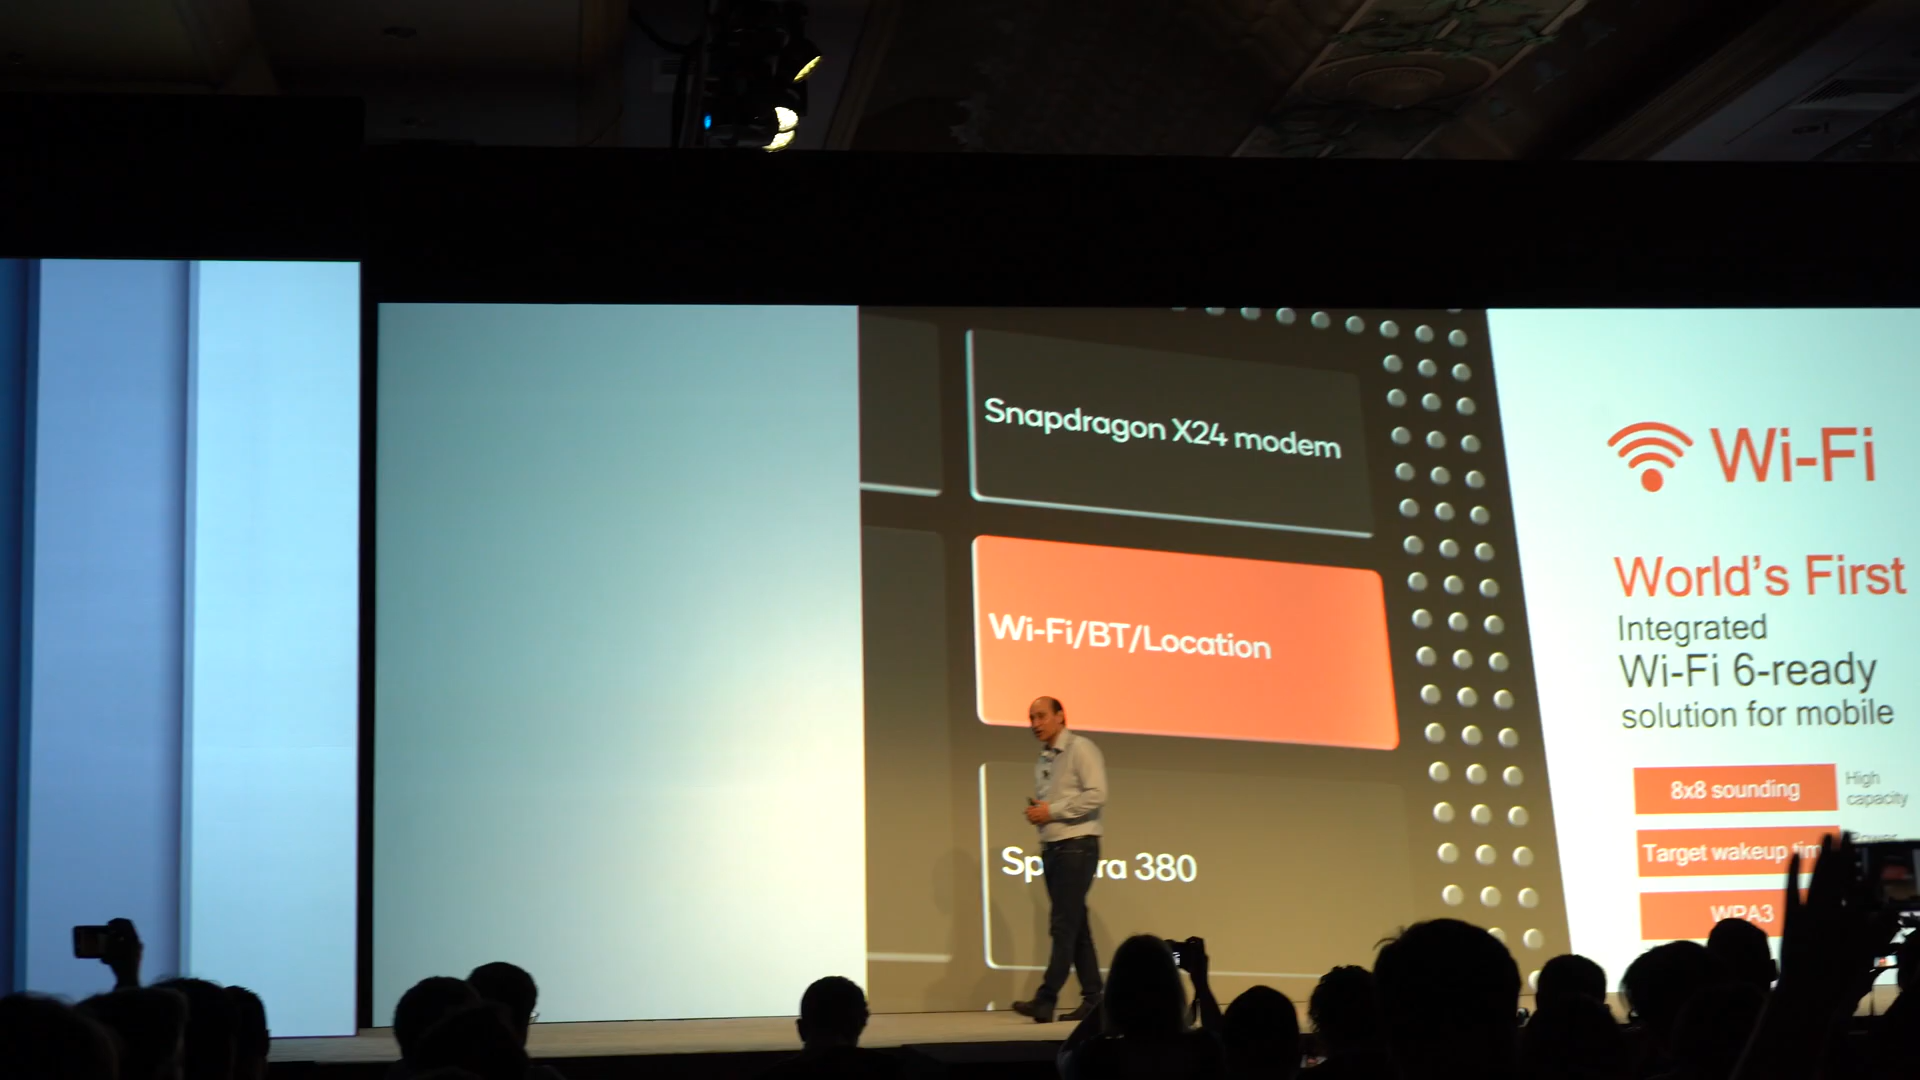 Snapdragon X24 modem
Wi-Fi/BT/Location
380
Wi-Fi
World's First
Integrated
Wi-Fi 6-ready
solution for mobile
8x8 sounding
High
capacity
Target wakeup
Power
WPA3